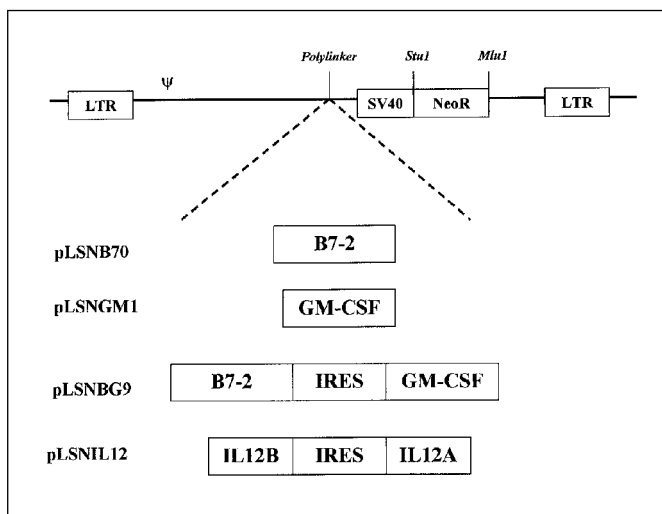 Polylinker Stu1 Mlu1
Ψ
LTR SV40 NeoR LTR
pLSNB70 B7-2
pLSNGM1 GM-CSF
pLSNBG9 B7-2 IRES GM-CSF
pLSNIL12 IL12B IRES IL12A